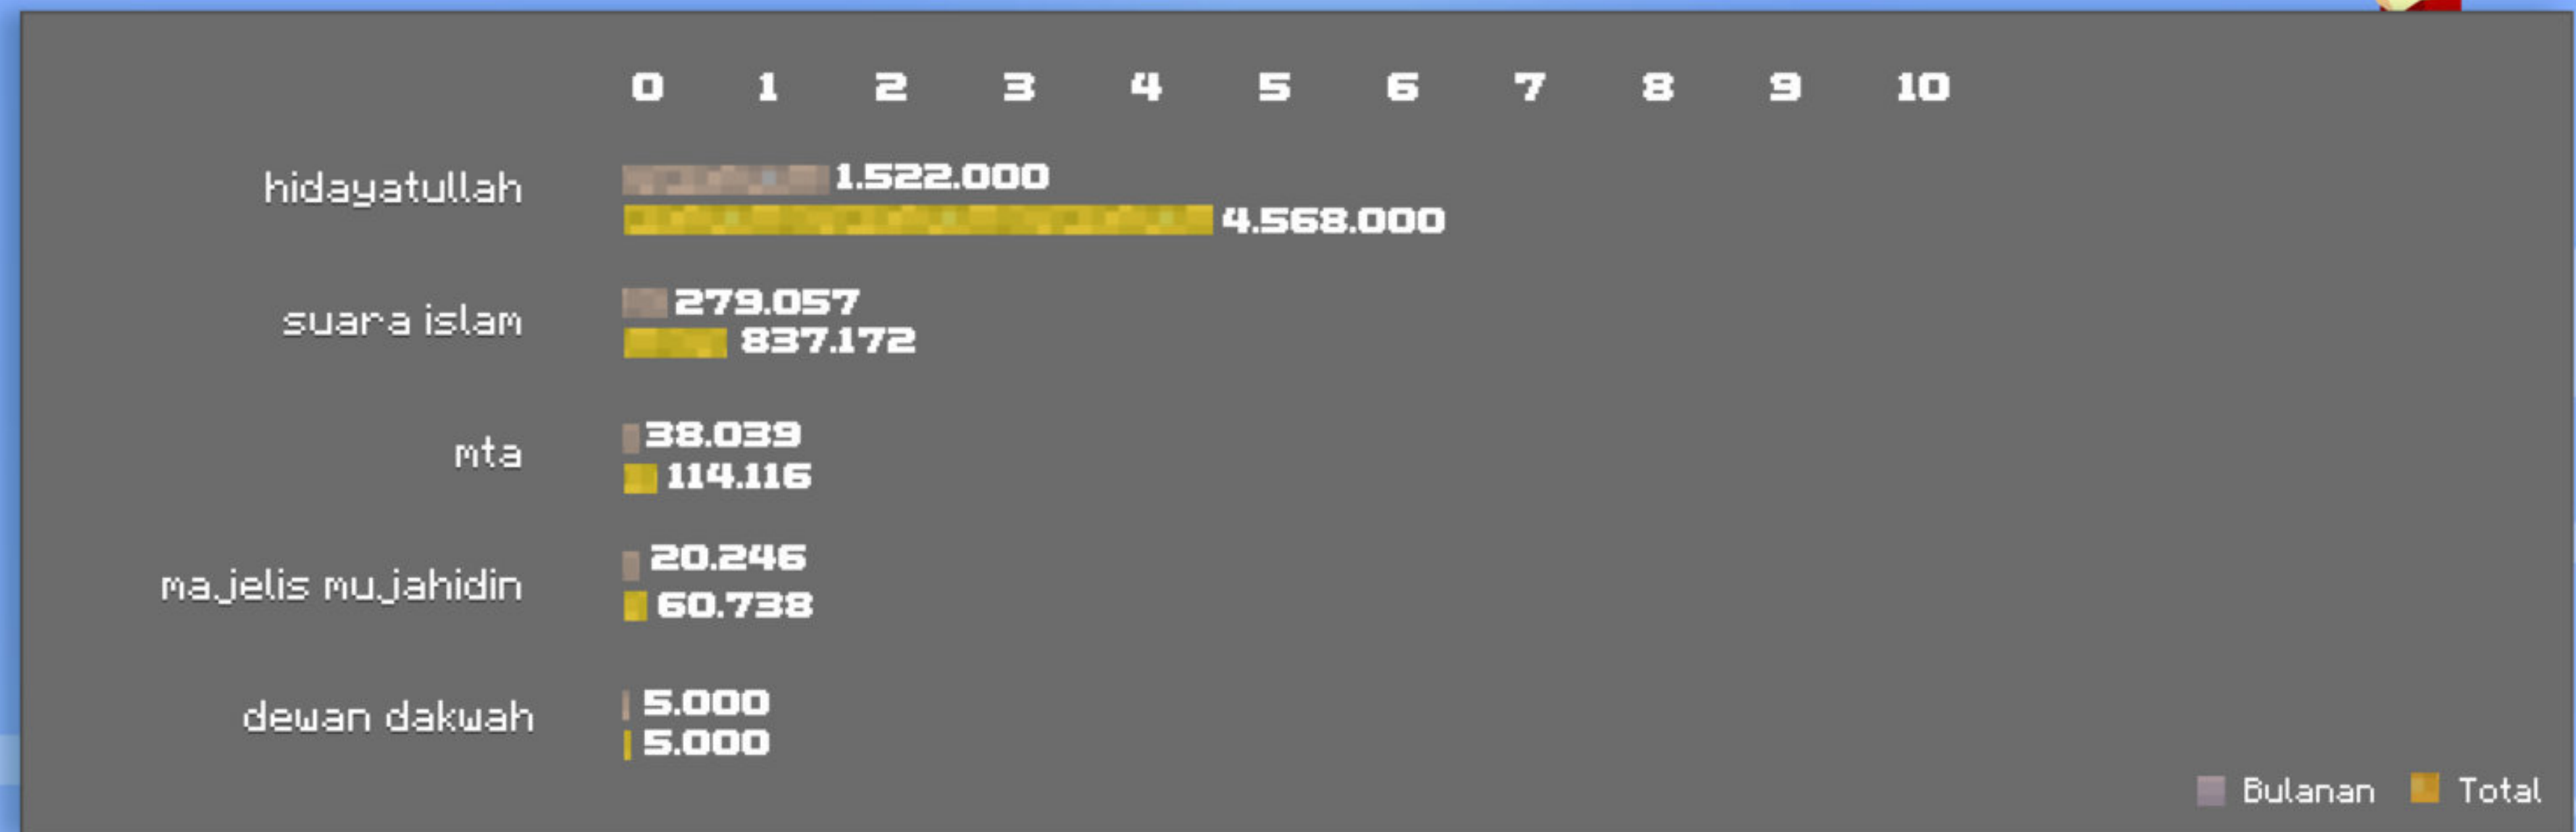 0 1 2 3 4 5 6 7 8 9 10
hidayatullah
1.522.000
4.568.000
suara islam
279.057
837.172
mta
38.039
114.116
majelis mujahidin
20.246
60.738
dewan dakwah
5.000
5.000
Bulanan Total